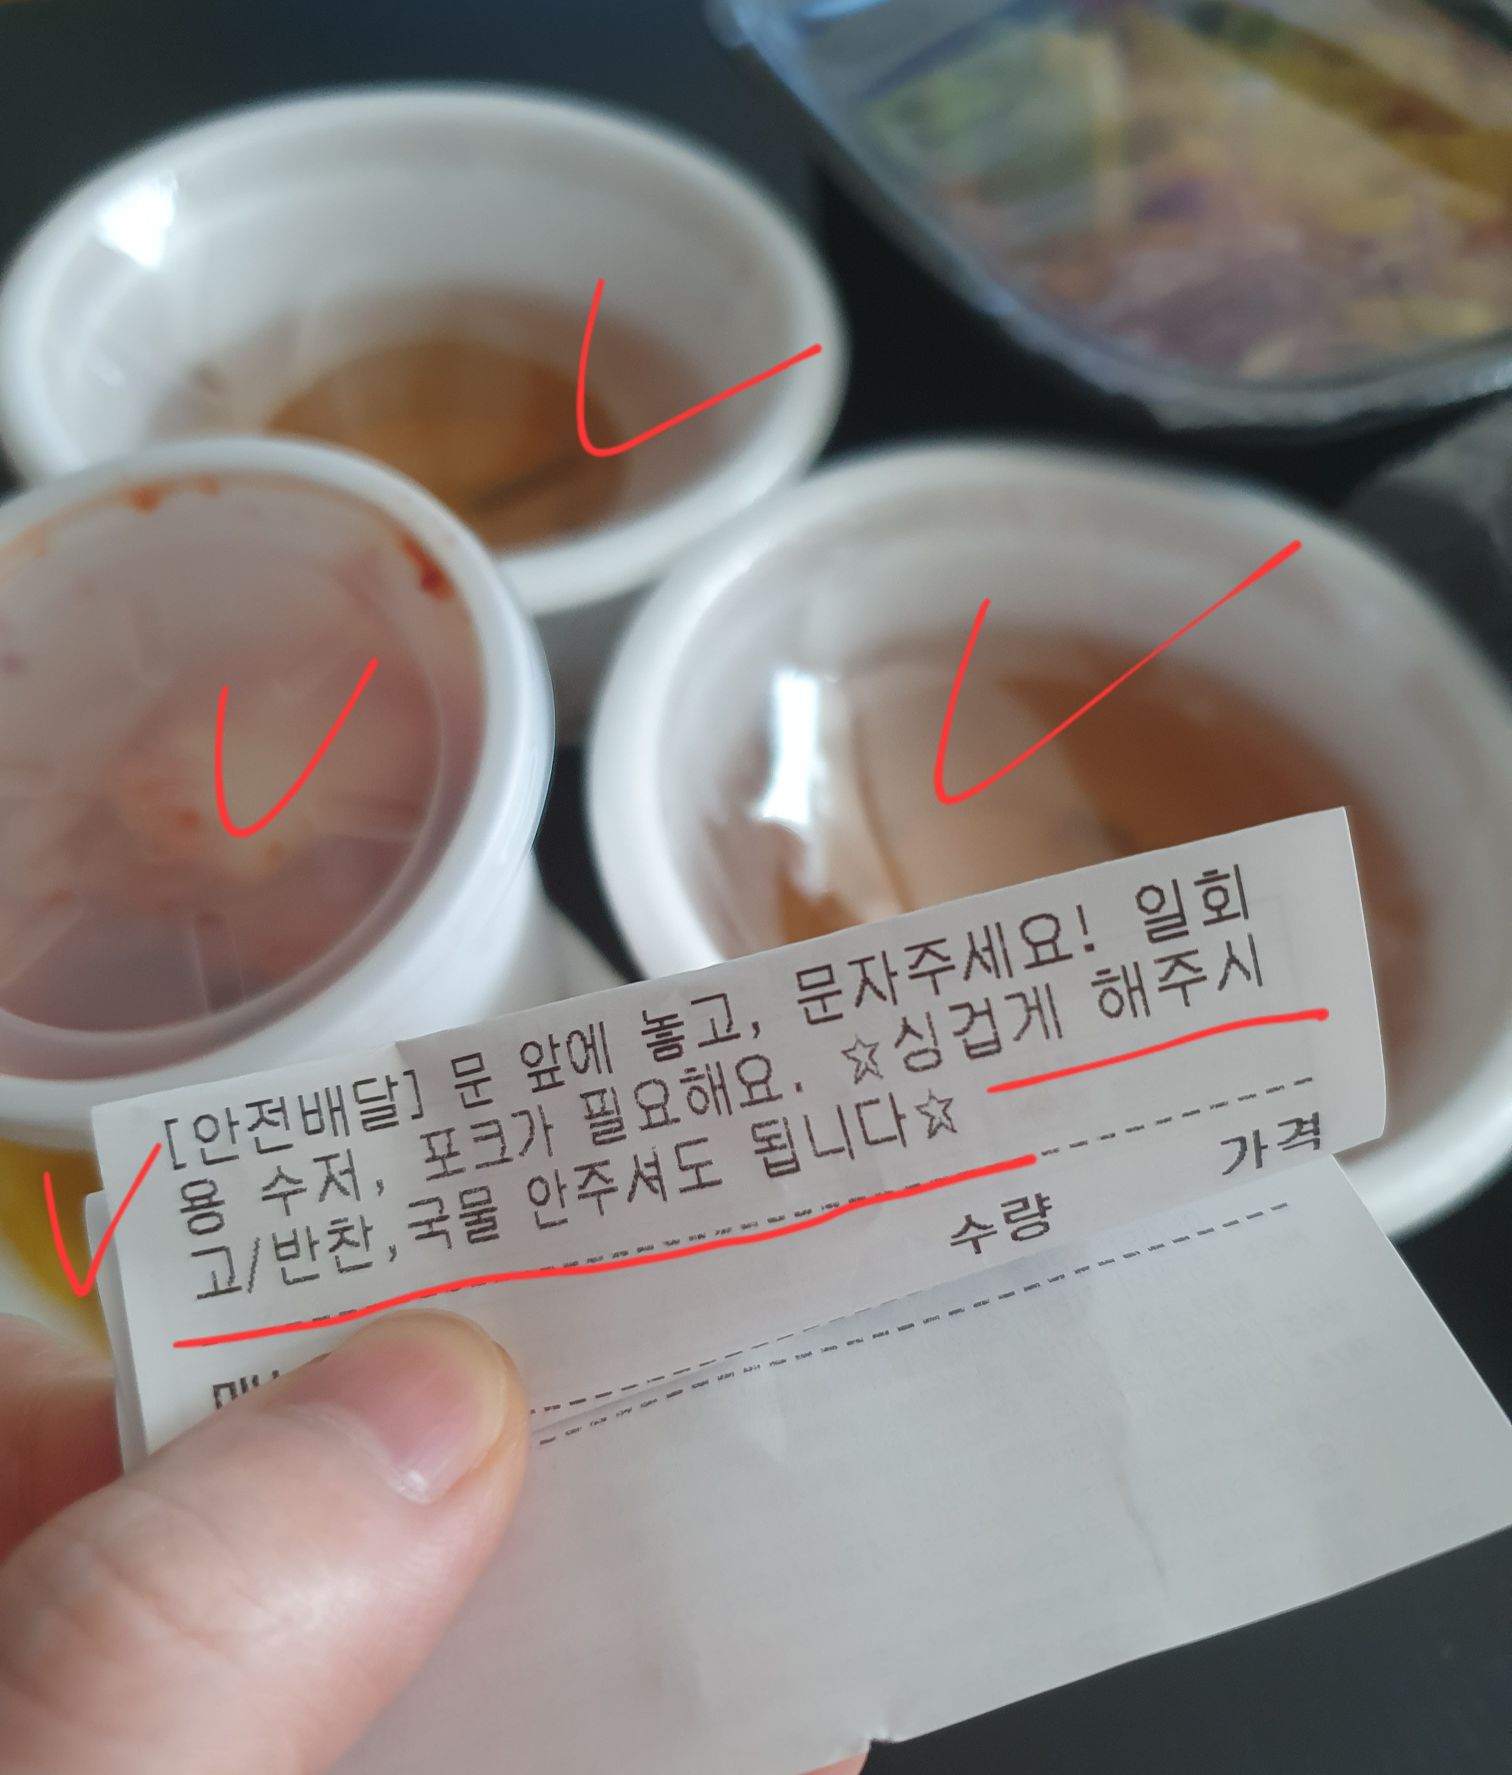 [안전배달] 문 앞에 놓고, 문자주세요! 일회
용 수저, 포크가 필요해요. ☆싱겁게 해주시
고/반찬,국물 안주셔도 됩니다☆
수량 가격